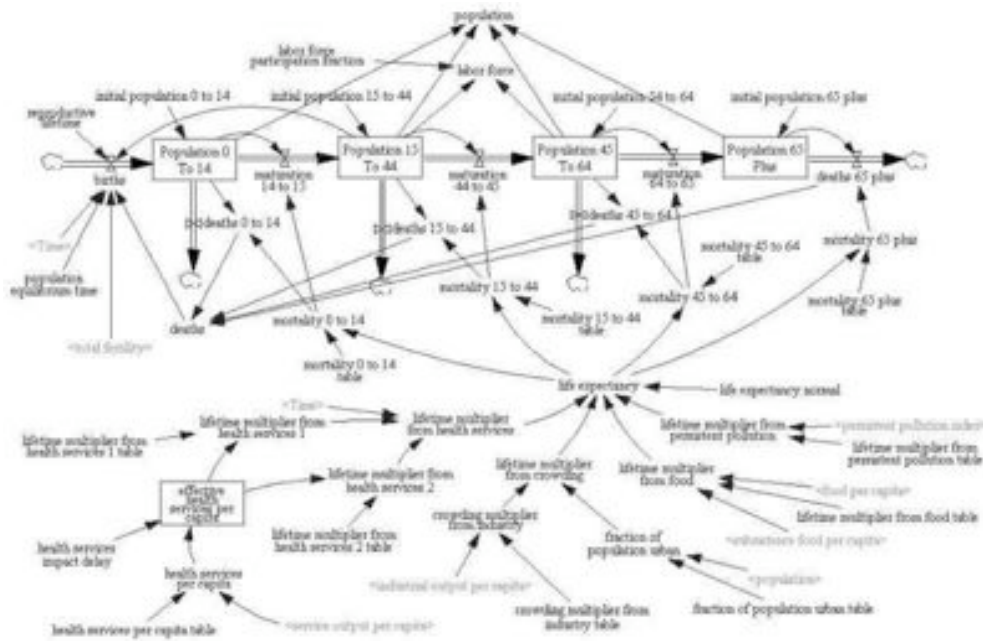 population
labor force
participation fraction
labor force
initial population 0 to 14
initial population 15 to 44
initial population 54 to 64
initial population 65 plus
reproductive
lifetime
Population 0
To 14
Population 15
To 44
Population 45
To 64
Population 65
Plus
births
maturation
14 to 15
maturation
44 to 45
maturation
64 to 65
deaths 65 plus
deaths 0 to 14
deaths 15 to 44
deaths 45 to 64
<Time>
population
equilibrium time
mortality 45 to 64
table
mortality 65 plus
mortality 15 to 44
mortality 45 to 64
mortality 65 plus
table
deaths
mortality 0 to 14
mortality 15 to 44
table
<total fertility>
mortality 0 to 14
table
life expectancy
life expectancy normal
<Time>
lifetime multiplier from
health services 1 table
lifetime multiplier from
health services 1
lifetime multiplier
from health services
lifetime multiplier from
persistent pollution
<persistent pollution index>
lifetime multiplier from
persistent pollution table
lifetime multiplier from
health services 2
lifetime multiplier
from crowding
lifetime multiplier
from food
<food per capita>
lifetime multiplier from food table
effective
health
services per
capita
crowding multiplier
from industry
lifetime multiplier from
health services 2 table
fraction of
population urban
<subsistence food per capita>
health services
impact delay
health services
per capita
<industrial output per capita>
<population>
fraction of population urban table
health services per capita table
<service output per capita>
crowding multiplier from
industry table